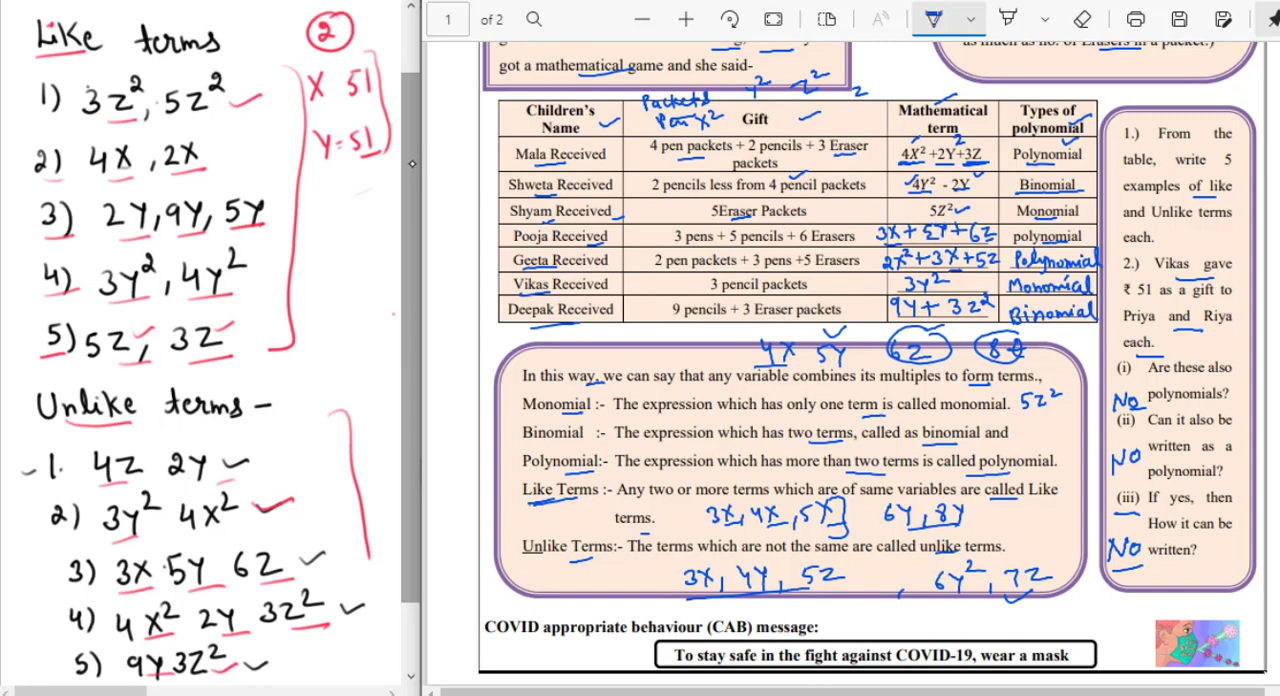 Like terms
1) 3z², 5z²
2) 4x, 2x
3) 2Y, 9Y, 5Y
4) 3y², 4y²
5) 5z, 3z
②
X 51
Y=51
Unlike terms -
1. 4z 2y
2) 3y² 4x²
3) 3x 5y 6z
4) 4x² 2y 3z²
5) 9y 3z²
1 of 2
got a mathematical game and she said-
as much as no. of Erasers in a packet.)
Y² Z² z
Children's Name Packets Pen X² Gift Mathematical term Types of polynomial
Mala Received 4 pen packets + 2 pencils + 3 Eraser packets 4X² +2Y+3Z² Polynomial
Shweta Received 2 pencils less from 4 pencil packets 4Y² - 2Y Binomial
Shyam Received 5Eraser Packets 5Z² Monomial
Pooja Received 3 pens + 5 pencils + 6 Erasers 3x+5Y+6z polynomial
Geeta Received 2 pen packets + 3 pens +5 Erasers 2x²+3x+5z Polynomial
Vikas Received 3 pencil packets 3y² Monomical
Deepak Received 9 pencils + 3 Eraser packets 9y+ 3z² Binomial
4x 5y 6z
In this way, we can say that any variable combines its multiples to form terms.,
Monomial :- The expression which has only one term is called monomial. 5z²
Binomial :- The expression which has two terms, called as binomial and
Polynomial:- The expression which has more than two terms is called polynomial.
Like Terms :- Any two or more terms which are of same variables are called Like
terms. 3x, 4x, 5x] 6y, 8y
Unlike Terms:- The terms which are not the same are called unlike terms.
3x, 4y, 5z , 6y², 7z
1.) From the
table, write 5
examples of like
and Unlike terms
each.
2.) Vikas gave
₹ 51 as a gift to
Priya and Riya
each.
(i) Are these also
No polynomials?
(ii) Can it also be
NO written as a
polynomial?
(iii) If yes, then
How it can be
No written?
COVID appropriate behaviour (CAB) message:
To stay safe in the fight against COVID-19, wear a mask